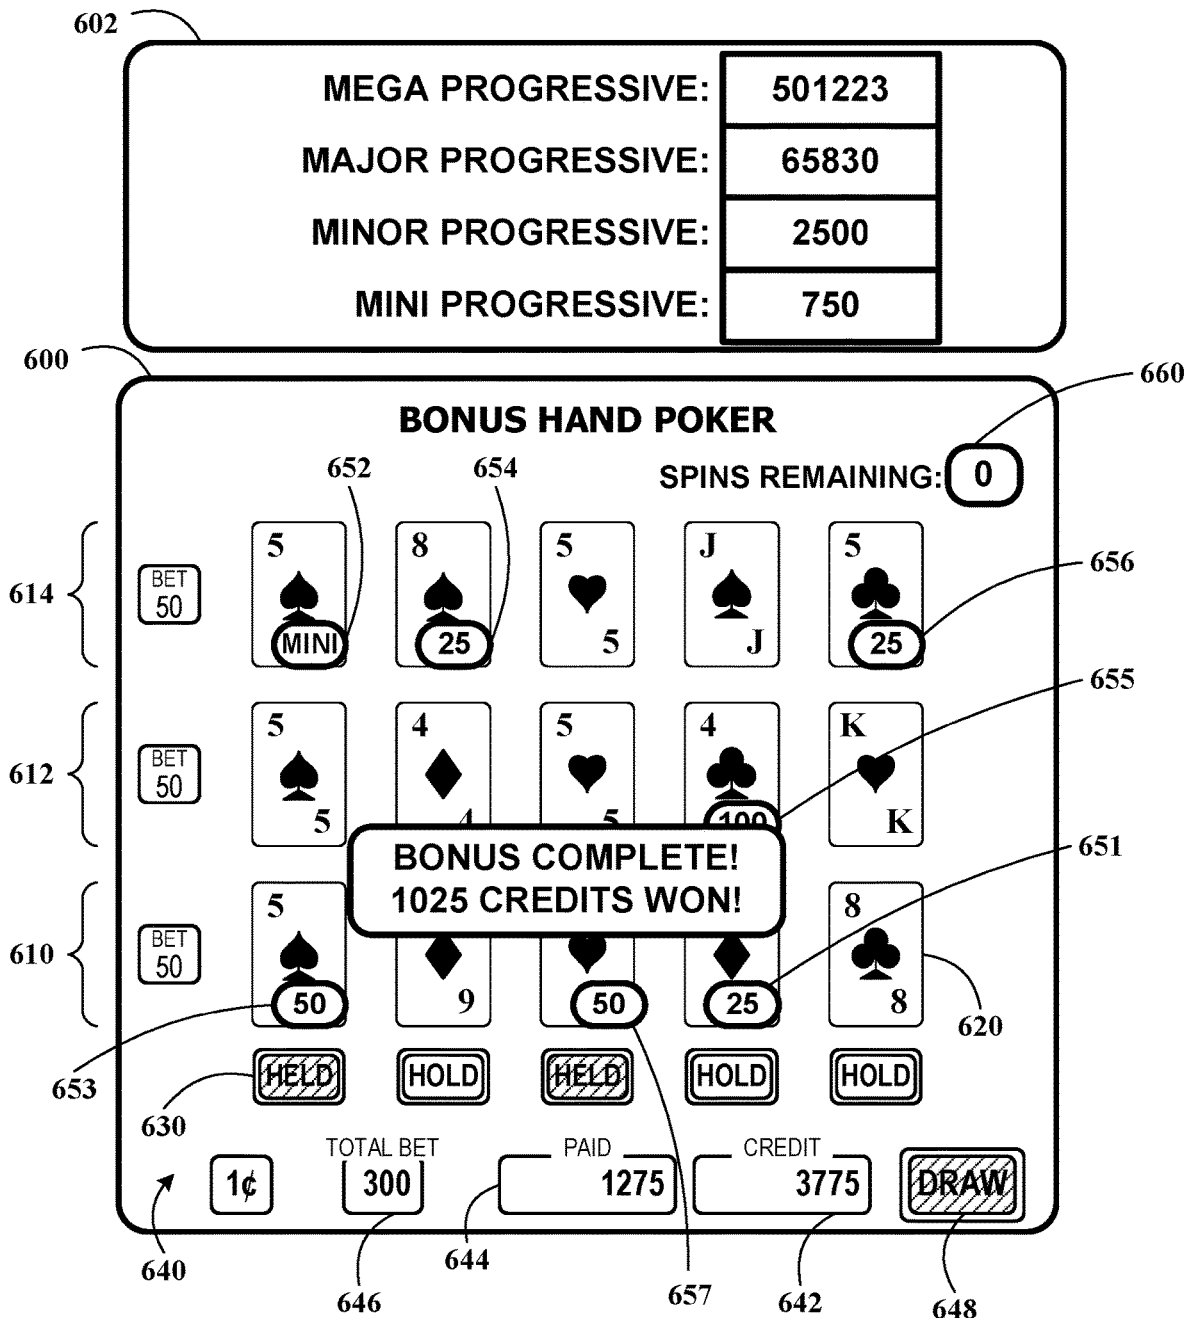 602
MEGA PROGRESSIVE: 501223
MAJOR PROGRESSIVE: 65830
MINOR PROGRESSIVE: 2500
MINI PROGRESSIVE: 750
600
660
BONUS HAND POKER
652 654
SPINS REMAINING: 0
614
BET
50
5 MINI
8 25
5 5
J J
5 25
656
655
612
BET
50
5 5
4 4
5 5
4 100
K K
651
BONUS COMPLETE!
1025 CREDITS WON!
610
BET
50
5 50
9
50
25
8 8
620
653
630
HELD HOLD HELD HOLD HOLD
1¢
TOTAL BET
300
PAID
1275
CREDIT
3775
DRAW
640 646 644 657 642 648